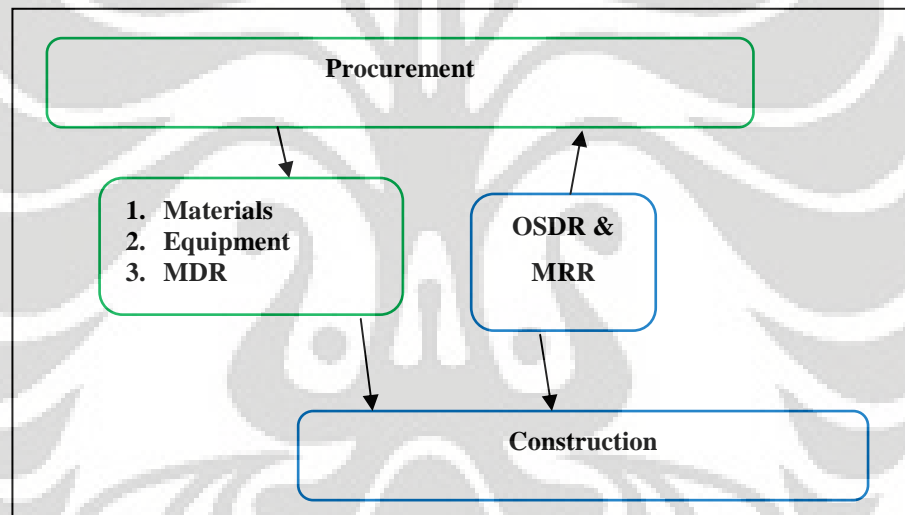 Procurement
1. Materials
2. Equipment
3. MDR
OSDR &
MRR
Construction